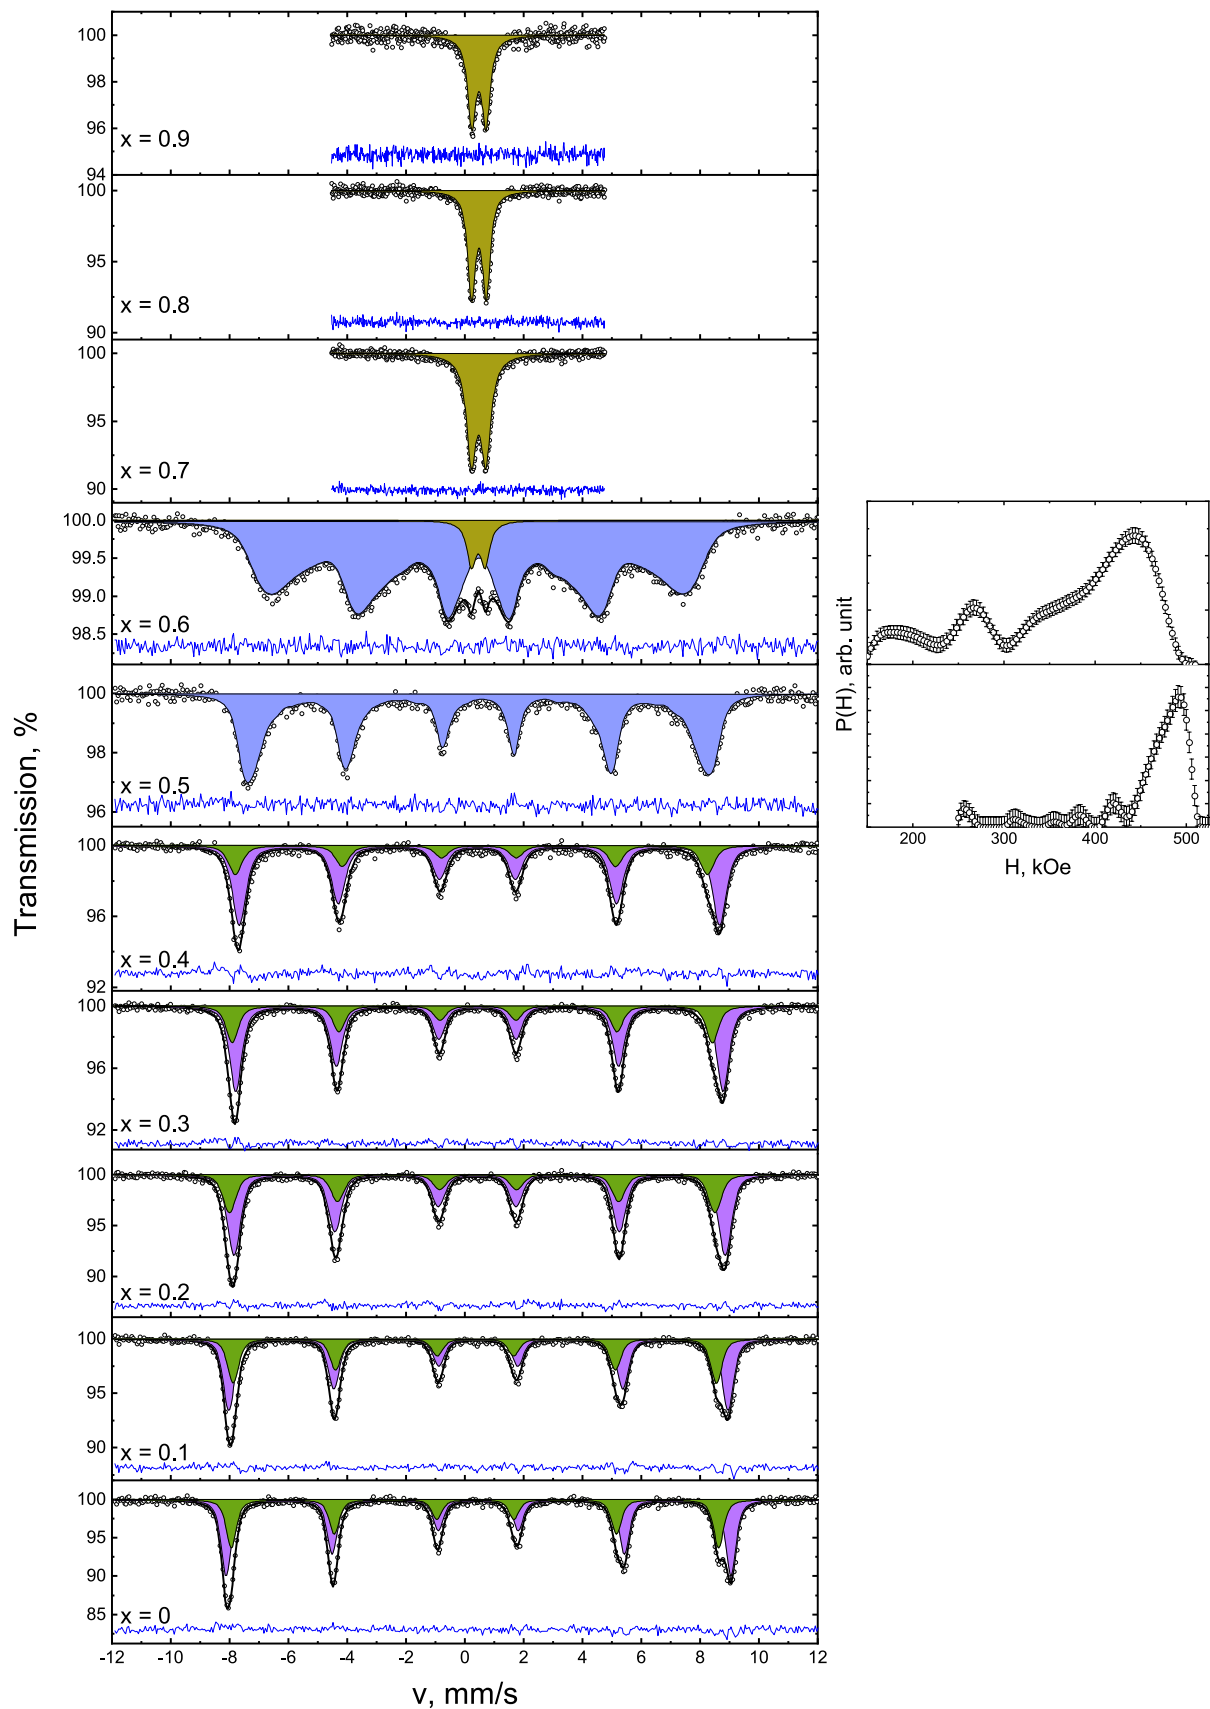 100
98
96
94
x = 0.9
100
95
90
x = 0.8
100
95
90
x = 0.7
100.0
99.5
99.0
98.5
x = 0.6
100
98
96
x = 0.5
100
96
92
x = 0.4
100
96
92
x = 0.3
100
95
90
x = 0.2
100
95
90
x = 0.1
100
95
90
85
x = 0
-12 -10 -8 -6 -4 -2 0 2 4 6 8 10 12
v, mm/s
Transmission, %
P(H), arb. unit
200 300 400 500
H, kOe